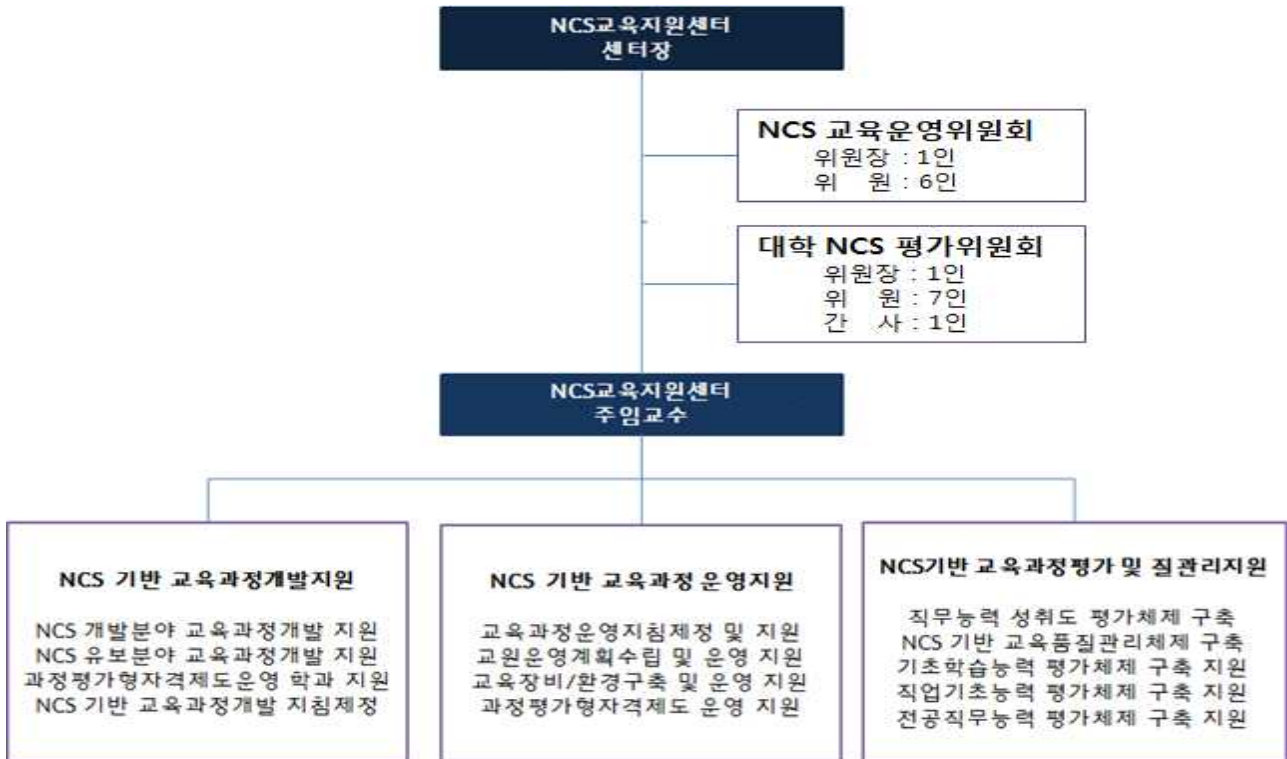 NCS교육지원센터
센터장
NCS 교육운영위원회
위원장 : 1인
위 원 : 6인
대학 NCS 평가위원회
위원장 : 1인
위 원 : 7인
간 사 : 1인
NCS교육지원센터
주임교수
NCS 기반 교육과정개발지원
NCS 개발분야 교육과정개발 지원
NCS 유보분야 교육과정개발 지원
과정평가형자격제도운영 학과 지원
NCS 기반 교육과정개발 지침제정
NCS 기반 교육과정 운영지원
교육과정운영지침제정 및 지원
교원운영계획수립 및 운영 지원
교육장비/환경구축 및 운영 지원
과정평가형자격제도 운영 지원
NCS기반 교육과정평가 및 질관리지원
직무능력 성취도 평가체제 구축
NCS 기반 교육품질관리체제 구축
기초학습능력 평가체제 구축 지원
직업기초능력 평가체제 구축 지원
전공직무능력 평가체제 구축 지원